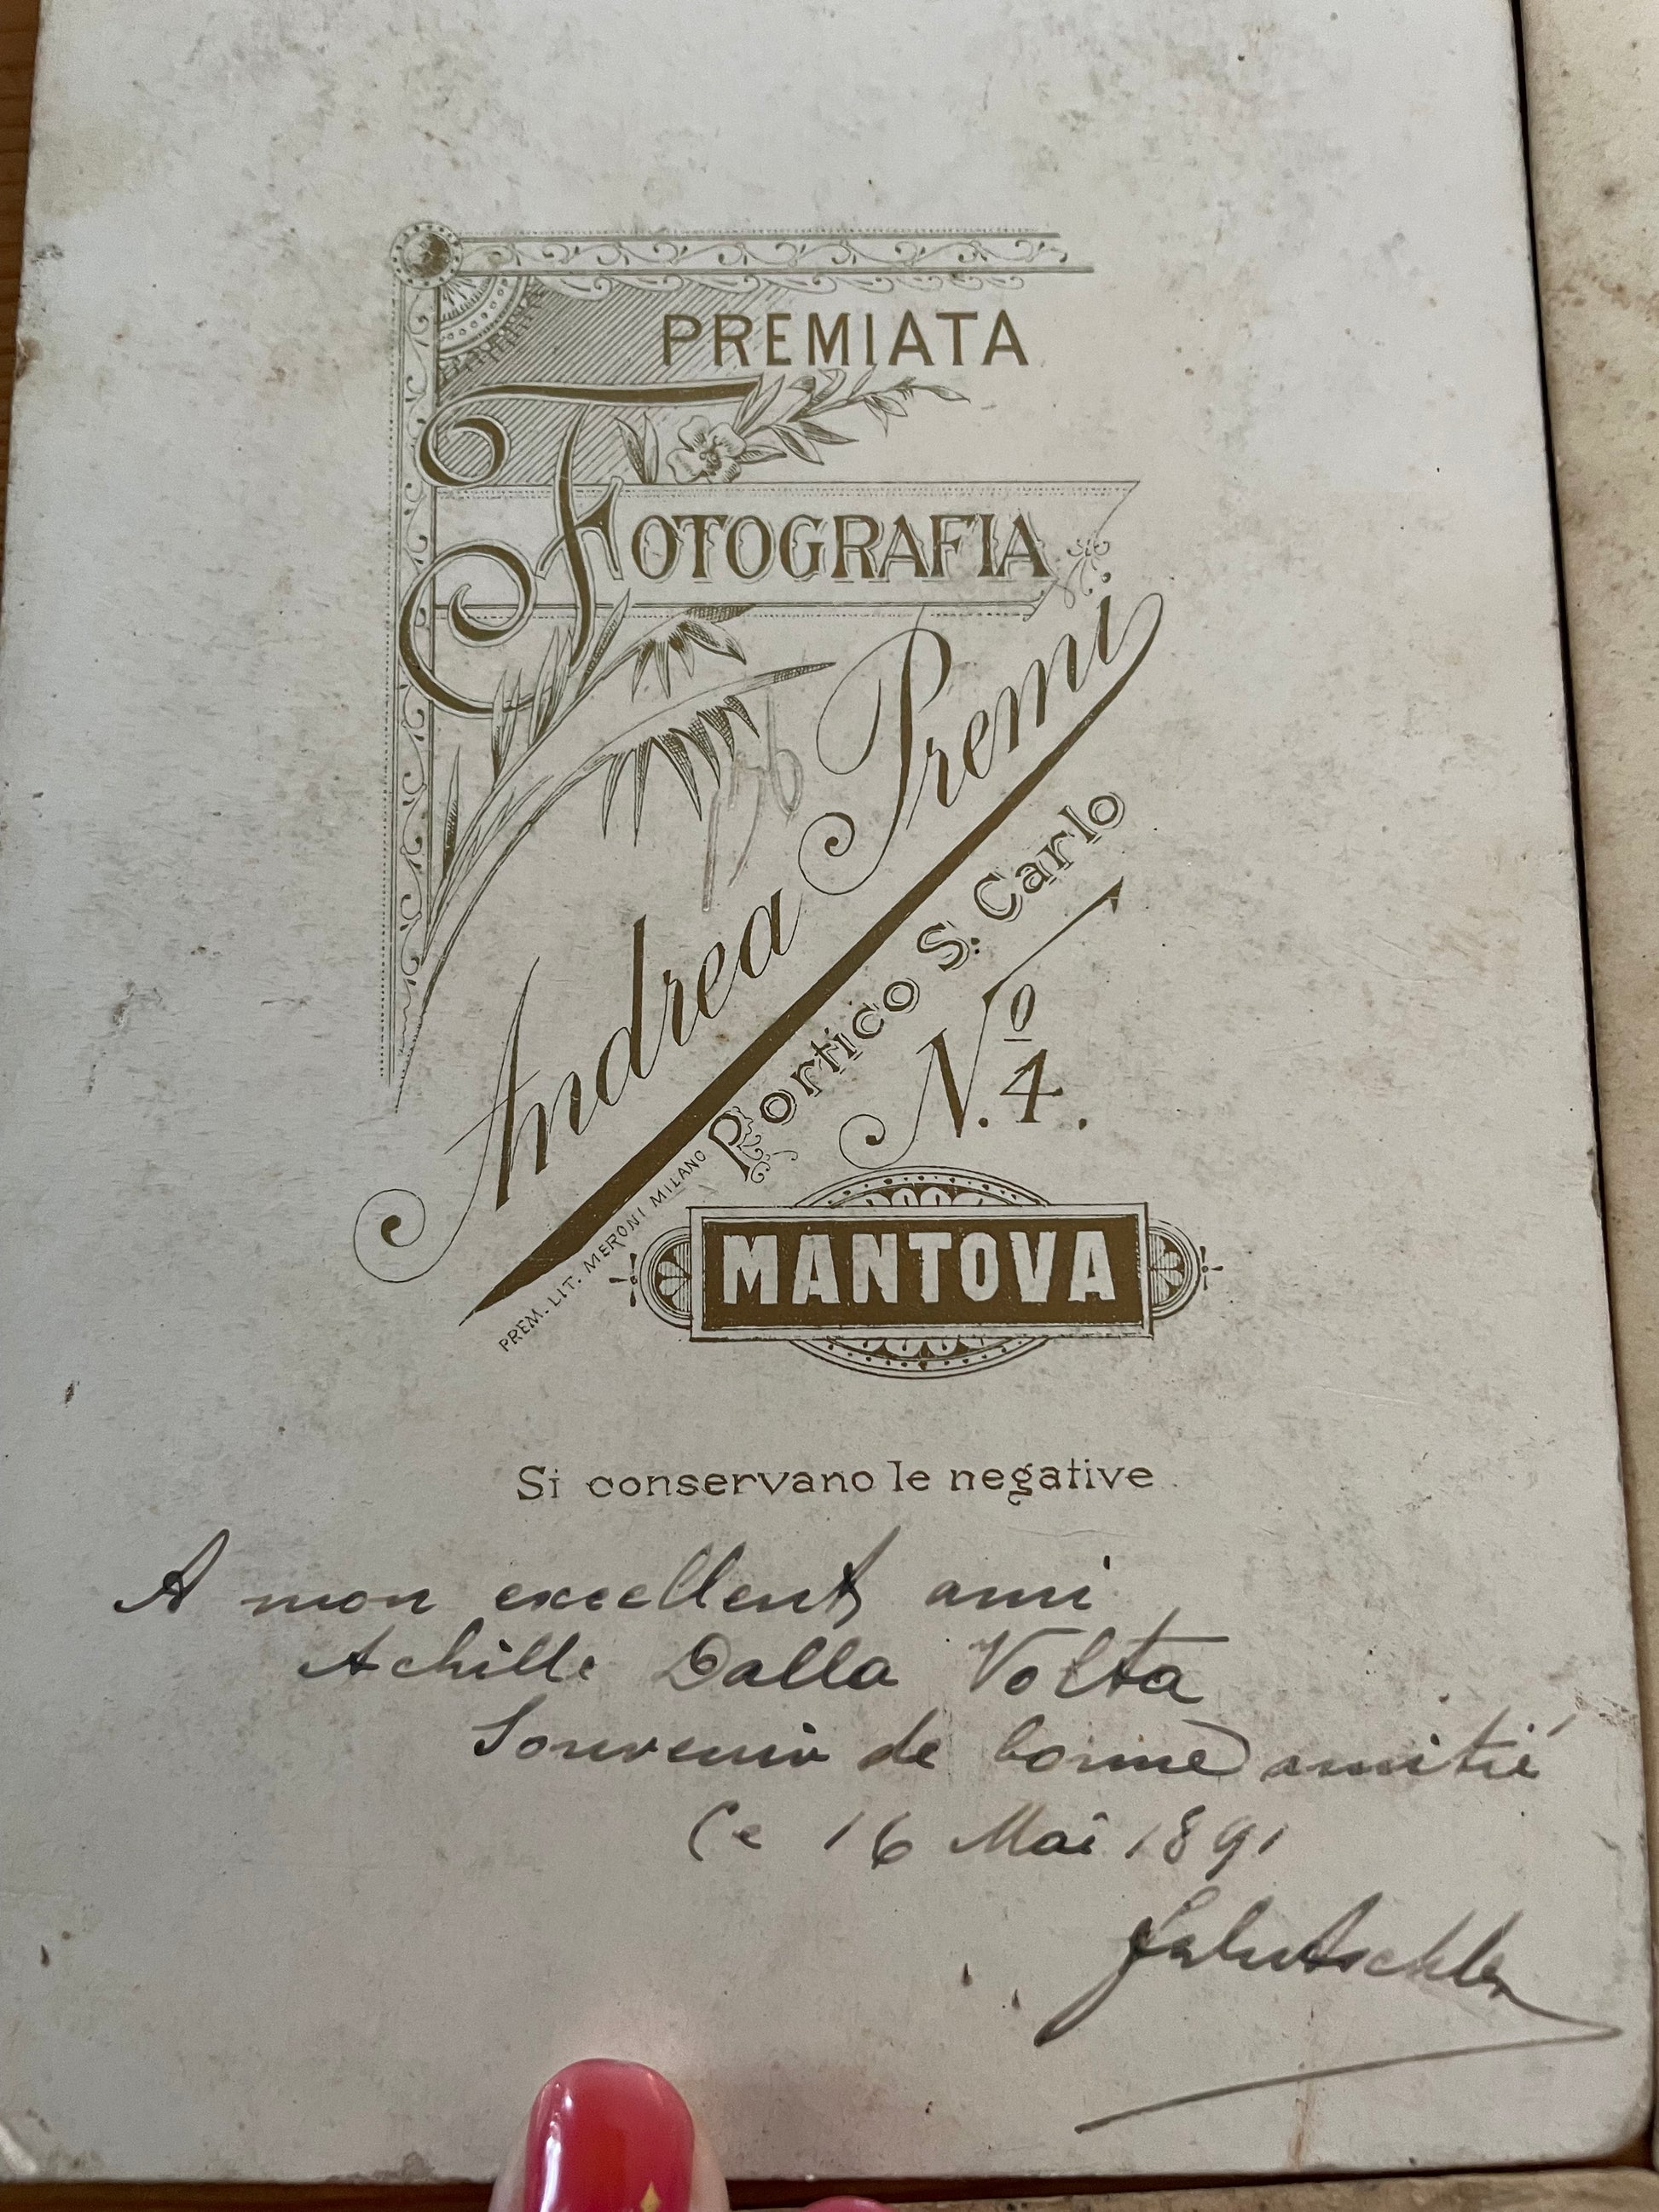 PREMIATA
FOTOGRAFIA
136
Andrea Premi
Portico S. Carlo
N.º 4.
PREM. LIT. MERONI MILANO
MANTOVA
Si conservano le negative.
A mon excellent ami
Achille Dalla Volta
Souvenir de bonne amitié
Ce 16 Mai 1891